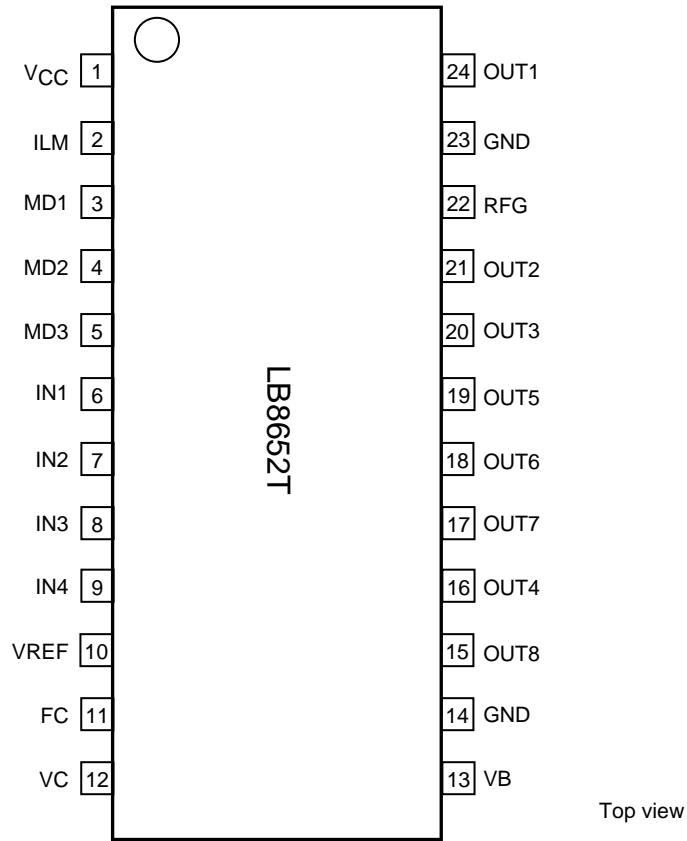 VCC 1
24 OUT1
ILM 2
23 GND
MD1 3
22 RFG
MD2 4
21 OUT2
MD3 5
20 OUT3
IN1 6
19 OUT5
LB8652T
IN2 7
18 OUT6
IN3 8
17 OUT7
IN4 9
16 OUT4
VREF 10
15 OUT8
FC 11
14 GND
VC 12
13 VB
Top view